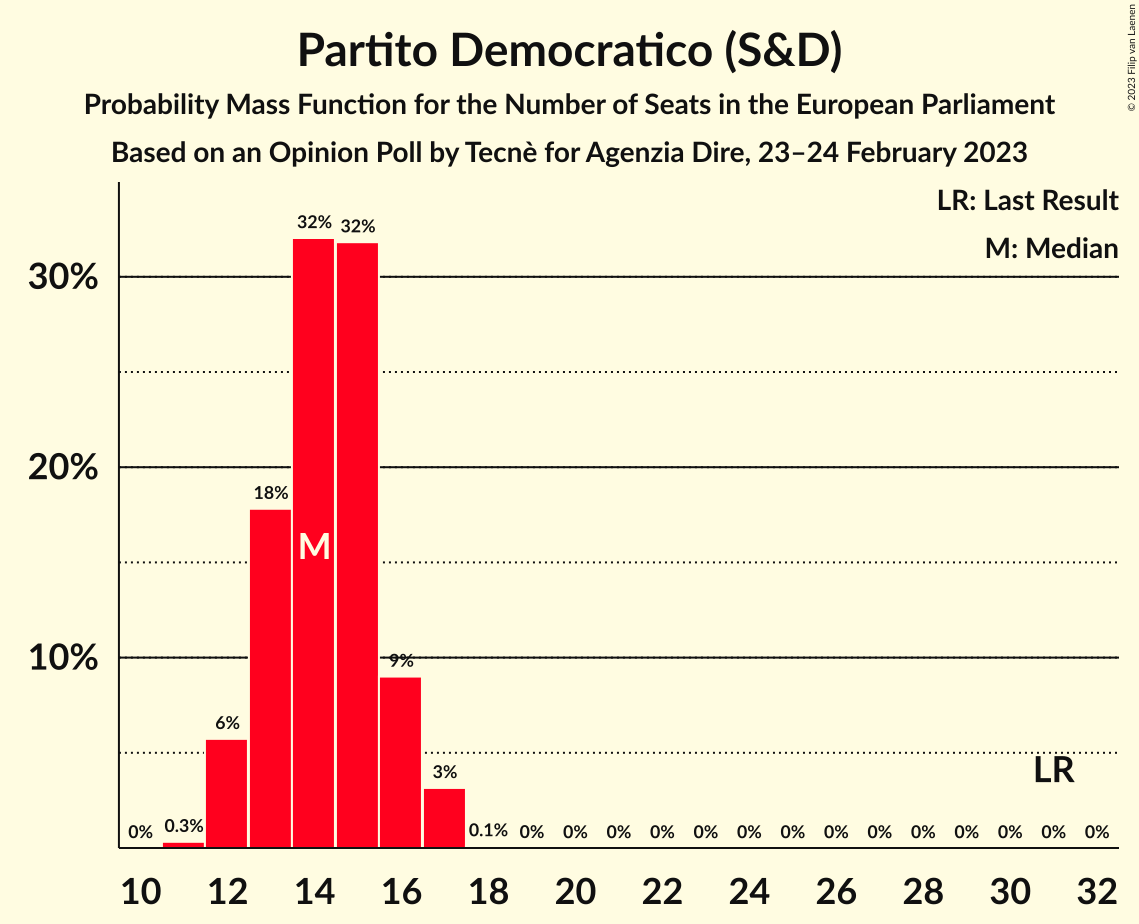 Partito Democratico (S&D)
Probability Mass Function for the Number of Seats in the European Parliament
Based on an Opinion Poll by Tecnè for Agenzia Dire, 23–24 February 2023
© 2023 Filip van Laenen
LR: Last Result
M: Median
32% 32%
30%
20%
18%
M
10%
9%
6%
3%
LR
0% 0.3% 0.1% 0% 0% 0% 0% 0% 0% 0% 0% 0% 0% 0% 0% 0% 0%
10 12 14 16 18 20 22 24 26 28 30 32